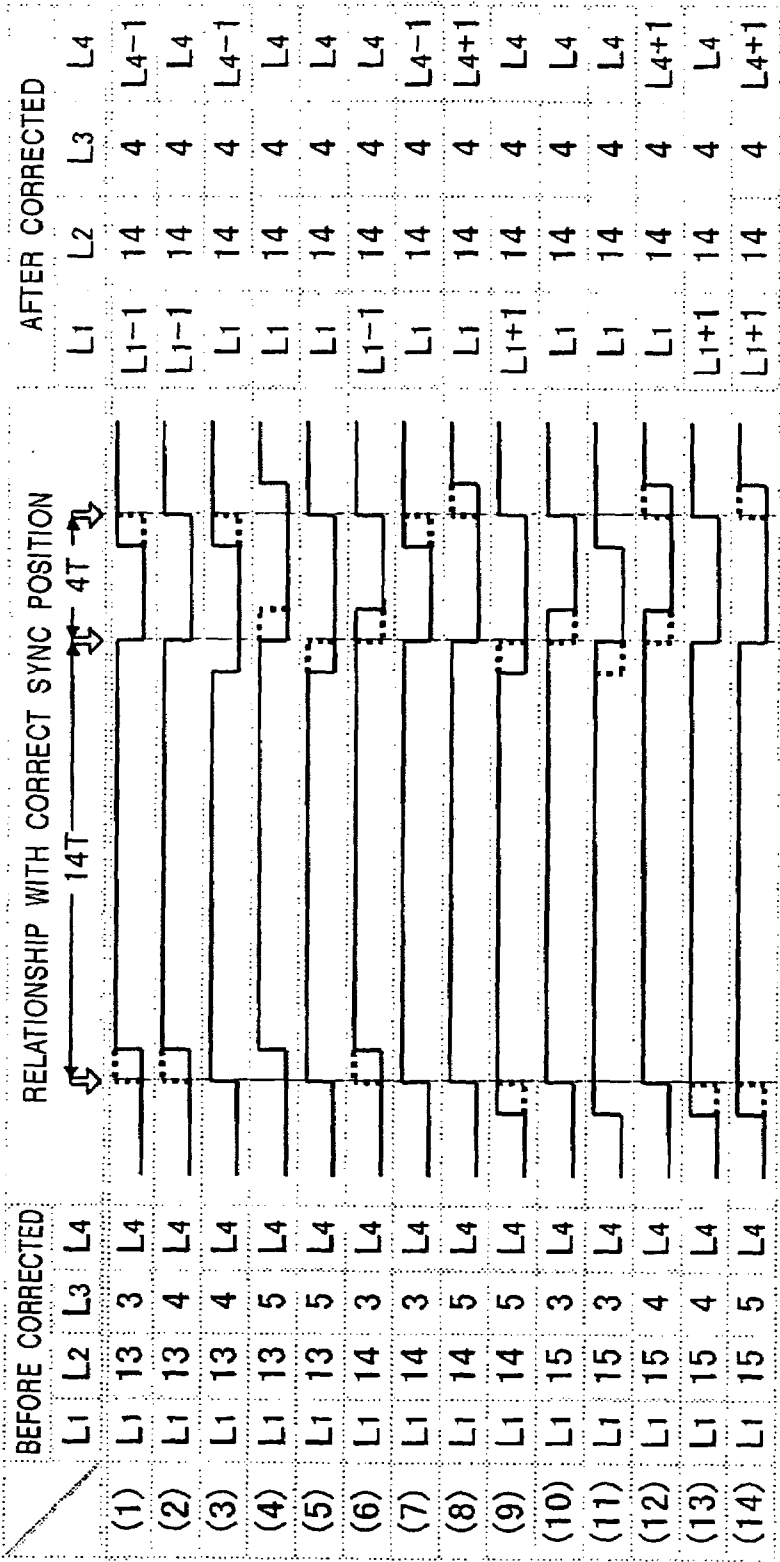 BEFORE CORRECTED RELATIONSHIP WITH CORRECT SYNC POSITION AFTER CORRECTED
L1 L2 L3 L4 14T 4T L1 L2 L3 L4
(1) L1 13 3 L4 L1-1 14 4 L4-1
(2) L1 13 4 L4 L1-1 14 4 L4
(3) L1 13 4 L4 L1 14 4 L4-1
(4) L1 13 5 L4 L1 14 4 L4
(5) L1 13 5 L4 L1 14 4 L4
(6) L1 14 3 L4 L1-1 14 4 L4
(7) L1 14 3 L4 L1 14 4 L4-1
(8) L1 14 5 L4 L1 14 4 L4+1
(9) L1 14 5 L4 L1+1 14 4 L4
(10) L1 15 3 L4 L1 14 4 L4
(11) L1 15 3 L4 L1 14 4 L4
(12) L1 15 4 L4 L1 14 4 L4+1
(13) L1 15 4 L4 L1+1 14 4 L4
(14) L1 15 5 L4 L1+1 14 4 L4+1